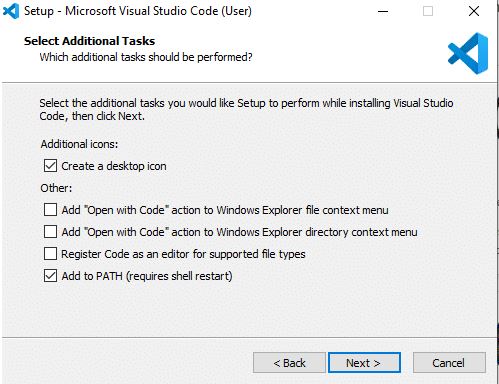 Setup - Microsoft Visual Studio Code (User)
Select Additional Tasks
Which additional tasks should be performed?
Select the additional tasks you would like Setup to perform while installing Visual Studio
Code, then click Next.
Additional icons:
Create a desktop icon
Other:
Add "Open with Code" action to Windows Explorer file context menu
Add "Open with Code" action to Windows Explorer directory context menu
Register Code as an editor for supported file types
Add to PATH (requires shell restart)
< Back Next > Cancel